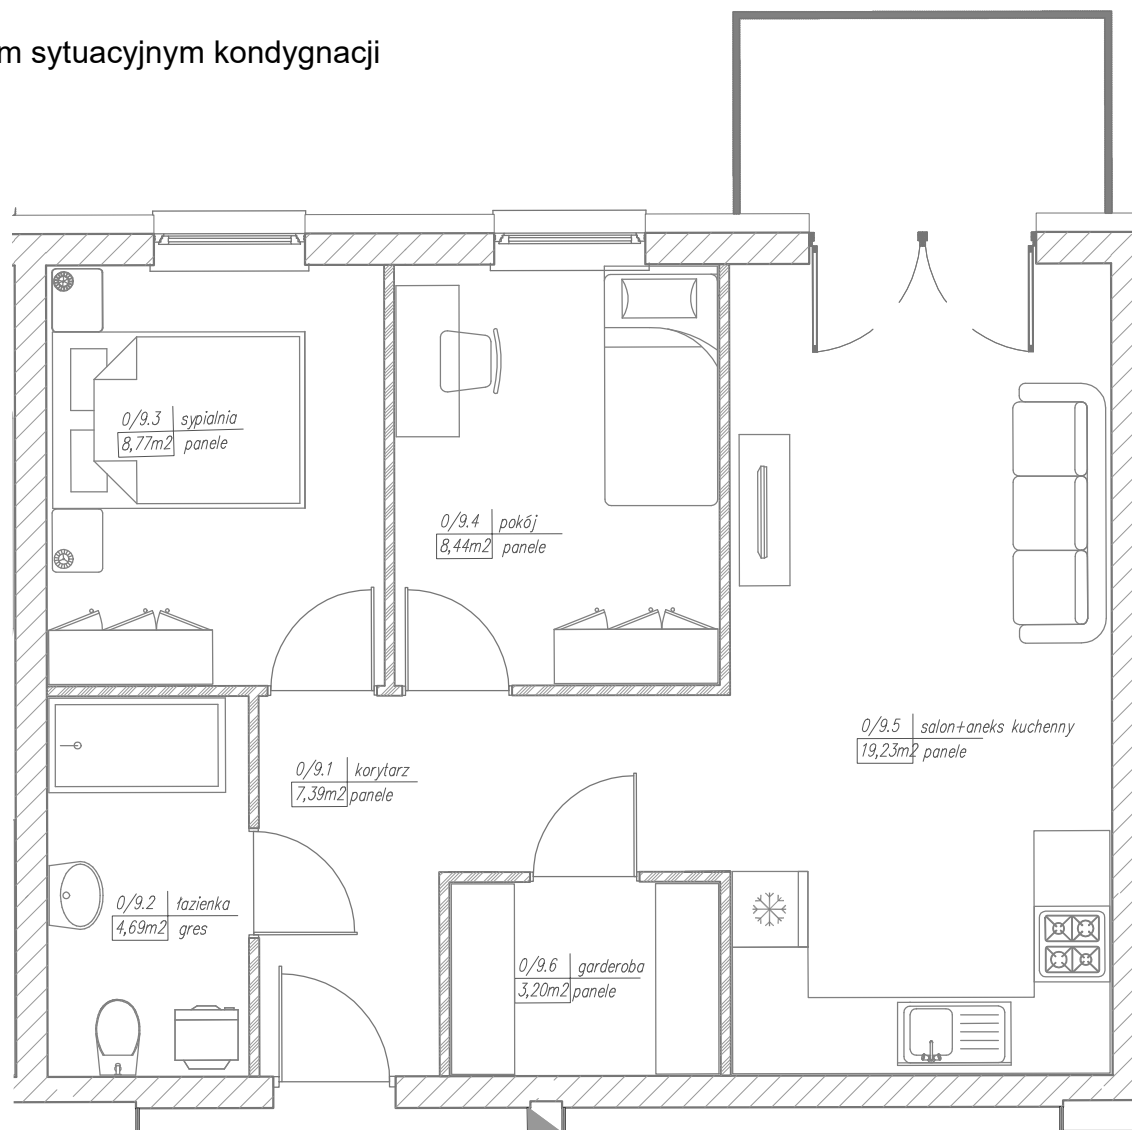 m sytuacyjnym kondygnacji
0/9.3 sypialnia
8,77m2 panele
0/9.4 pokój
8,44m2 panele
0/9.5 salon+aneks kuchenny
19,23m2 panele
0/9.1 korytarz
7,39m2 panele
0/9.2 łazienka
4,69m2 gres
0/9.6 garderoba
3,20m2 panele